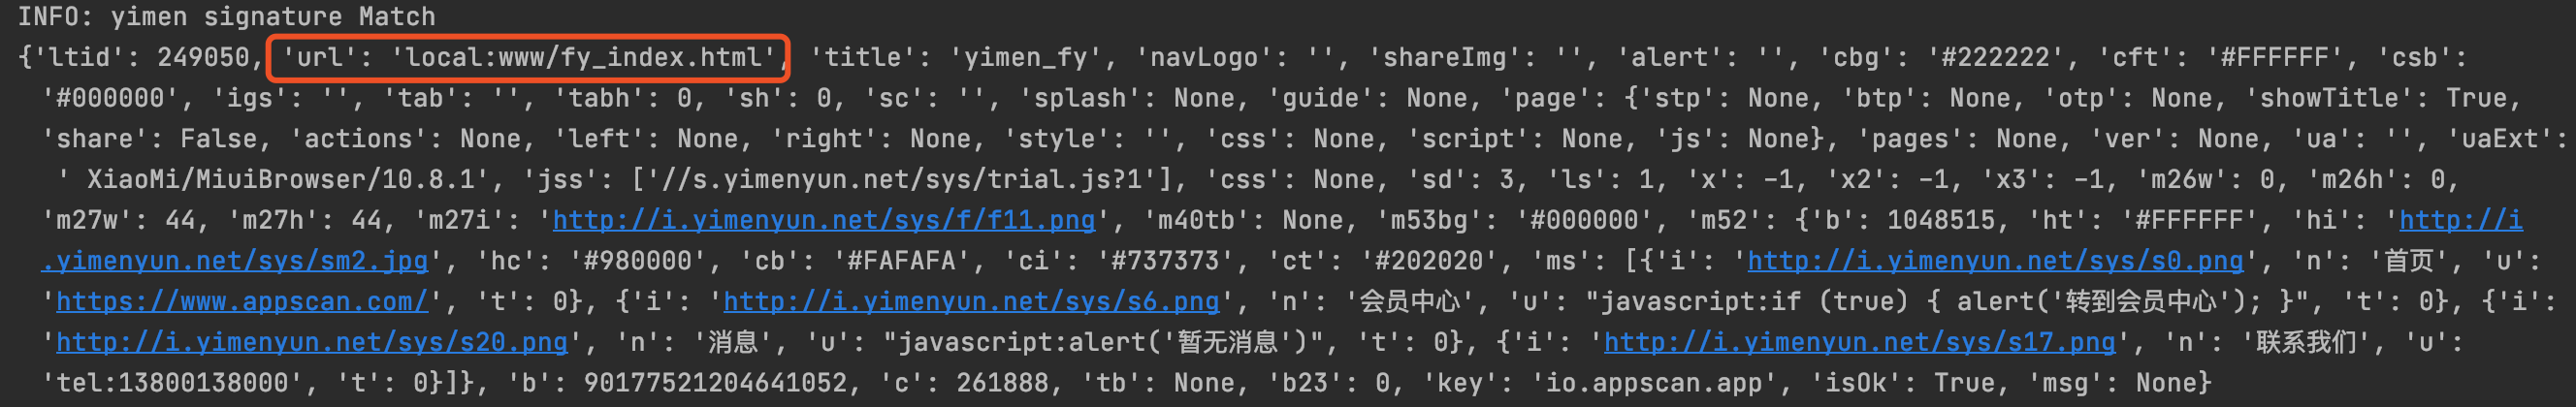 INFO: yimen signature Match
{'ltid': 249050, 'url': 'local:www/fy_index.html', 'title': 'yimen_fy', 'navLogo': '', 'shareImg': '', 'alert': '', 'cbg': '#222222', 'cft': '#FFFFFF', 'csb':
'#000000', 'igs': '', 'tab': '', 'tabh': 0, 'sh': 0, 'sc': '', 'splash': None, 'guide': None, 'page': {'stp': None, 'btp': None, 'otp': None, 'showTitle': True,
'share': False, 'actions': None, 'left': None, 'right': None, 'style': '', 'css': None, 'script': None, 'js': None}, 'pages': None, 'ver': None, 'ua': '', 'uaExt':
' XiaoMi/MiuiBrowser/10.8.1', 'jss': ['//s.yimenyun.net/sys/trial.js?1'], 'css': None, 'sd': 3, 'ls': 1, 'x': -1, 'x2': -1, 'x3': -1, 'm26w': 0, 'm26h': 0,
'm27w': 44, 'm27h': 44, 'm27i': 'http://i.yimenyun.net/sys/f/f11.png', 'm40tb': None, 'm53bg': '#000000', 'm52': {'b': 1048515, 'ht': '#FFFFFF', 'hi': 'http://i
.yimenyun.net/sys/sm2.jpg', 'hc': '#980000', 'cb': '#FAFAFA', 'ci': '#737373', 'ct': '#202020', 'ms': [{'i': 'http://i.yimenyun.net/sys/s0.png', 'n': '首页', 'u':
'https://www.appscan.com/', 't': 0}, {'i': 'http://i.yimenyun.net/sys/s6.png', 'n': '会员中心', 'u': "javascript:if (true) { alert('转到会员中心'); }", 't': 0}, {'i':
'http://i.yimenyun.net/sys/s20.png', 'n': '消息', 'u': "javascript:alert('暂无消息')", 't': 0}, {'i': 'http://i.yimenyun.net/sys/s17.png', 'n': '联系我们', 'u':
'tel:13800138000', 't': 0}]}, 'b': 90177521204641052, 'c': 261888, 'tb': None, 'b23': 0, 'key': 'io.appscan.app', 'isOk': True, 'msg': None}